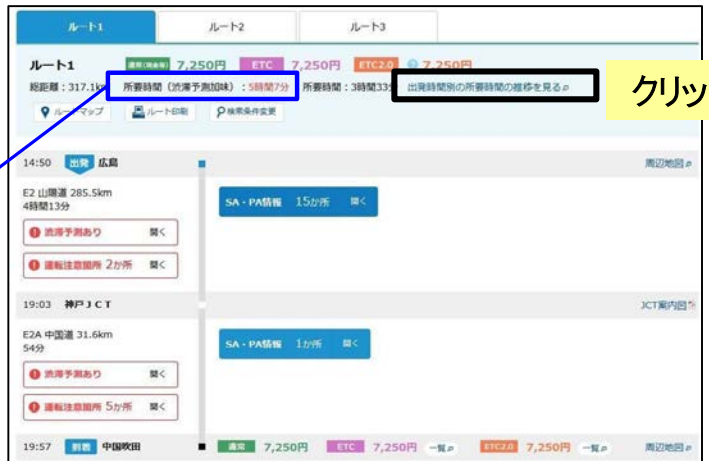 ルート1 ルート2 ルート3
ルート1 通常(現金等) 7,250円 ETC 7,250円 ETC2.0 7,250円
総距離：317.1km 所要時間（渋滞予測加味）：5時間7分 所要時間：3時間33分 出発時間別の所要時間の推移を見る
クリッ
ルートマップ ルート印刷 検索条件変更
14:50 出発 広島 周辺地図
E2 山陽道 285.5km
4時間13分
SA・PA情報 15か所 開く
渋滞予測あり 開く
運転注意箇所 2か所 開く
19:03 神戸ＪＣＴ JCT案内図
E2A 中国道 31.6km
54分
SA・PA情報 1か所 開く
渋滞予測あり 開く
運転注意箇所 5か所 開く
19:57 到着 中国吹田 通常 7,250円 ETC 7,250円 一覧 ETC2.0 7,250円 一覧 周辺地図